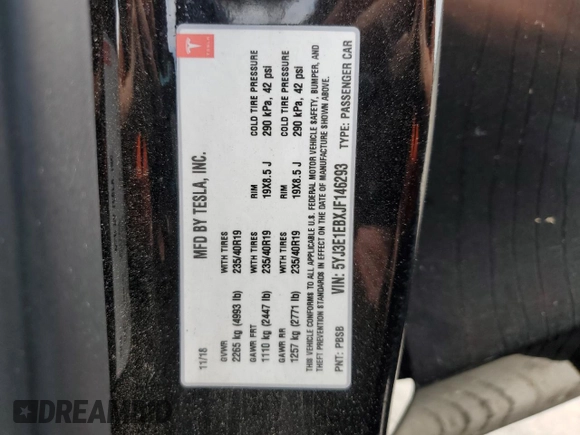 TESLA
MFD BY TESLA, INC.
11/18
GVWR WITH TIRES RIM COLD TIRE PRESSURE
2265 kg (4993 lb) 235/40R19 19X8.5 J 290 kPa, 42 psi
GAWR FRT WITH TIRES RIM COLD TIRE PRESSURE
1110 kg (2447 lb) 235/40R19 19X8.5 J 290 kPa, 42 psi
GAWR RR
1257 kg (2771 lb) 235/40R19
THIS VEHICLE CONFORMS TO ALL APPLICABLE U.S. FEDERAL MOTOR VEHICLE SAFETY, BUMPER, AND
THEFT PREVENTION STANDARDS IN EFFECT ON THE DATE OF MANUFACTURE SHOWN ABOVE.
PNT: PBSB VIN: 5YJ3E1EBXJF146293 TYPE: PASSENGER CAR
DREAMBID